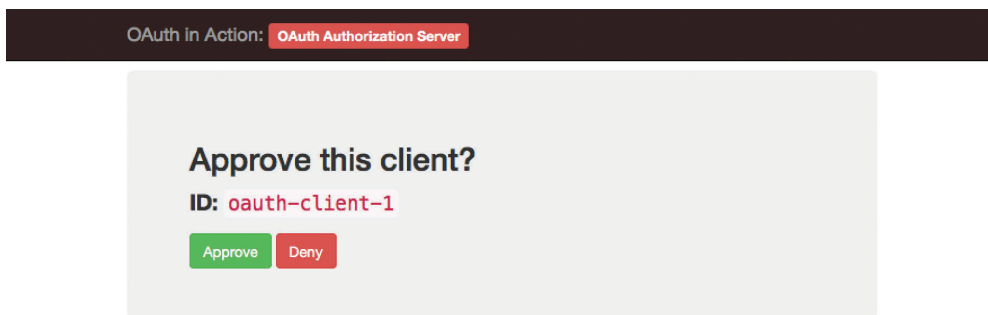 OAuth in Action: OAuth Authorization Server
Approve this client?
ID: oauth-client-1
Approve Deny